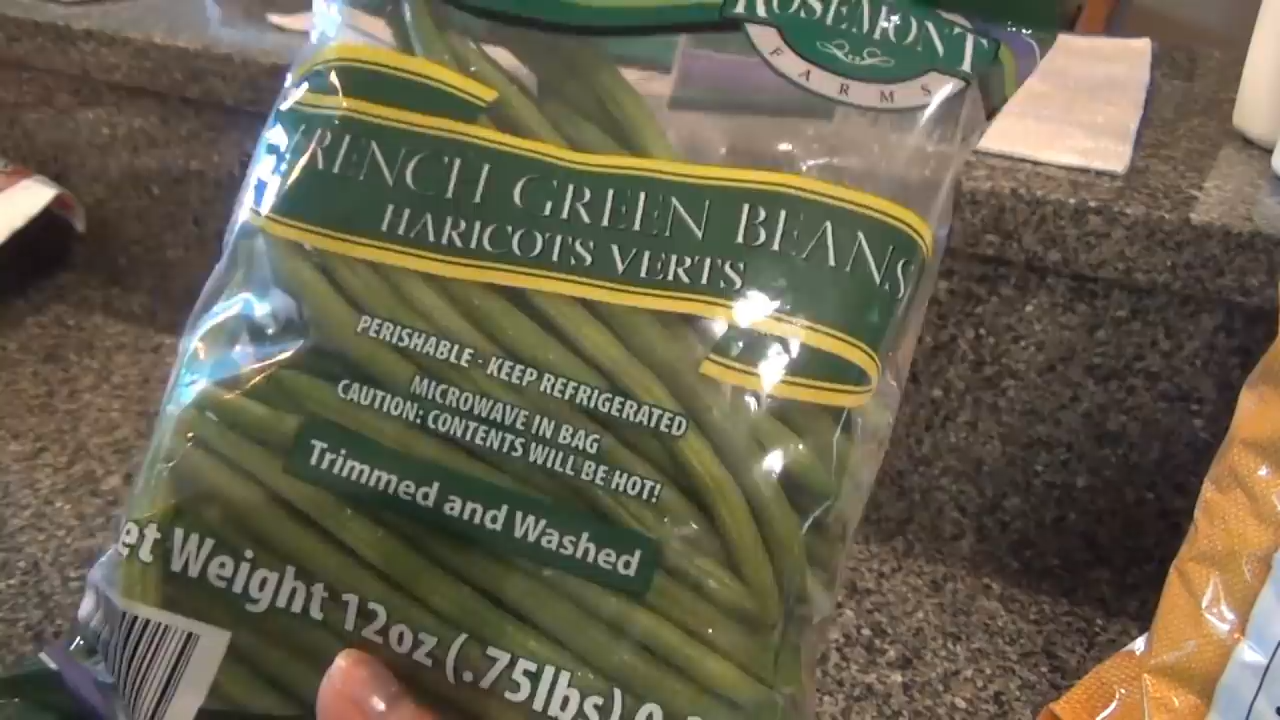 ROSEMONT
FARMS
FRENCH GREEN BEANS
HARICOTS VERTS
PERISHABLE - KEEP REFRIGERATED
MICROWAVE IN BAG
CAUTION: CONTENTS WILL BE HOT!
Trimmed and Washed
et Weight 12oz (.75lbs)